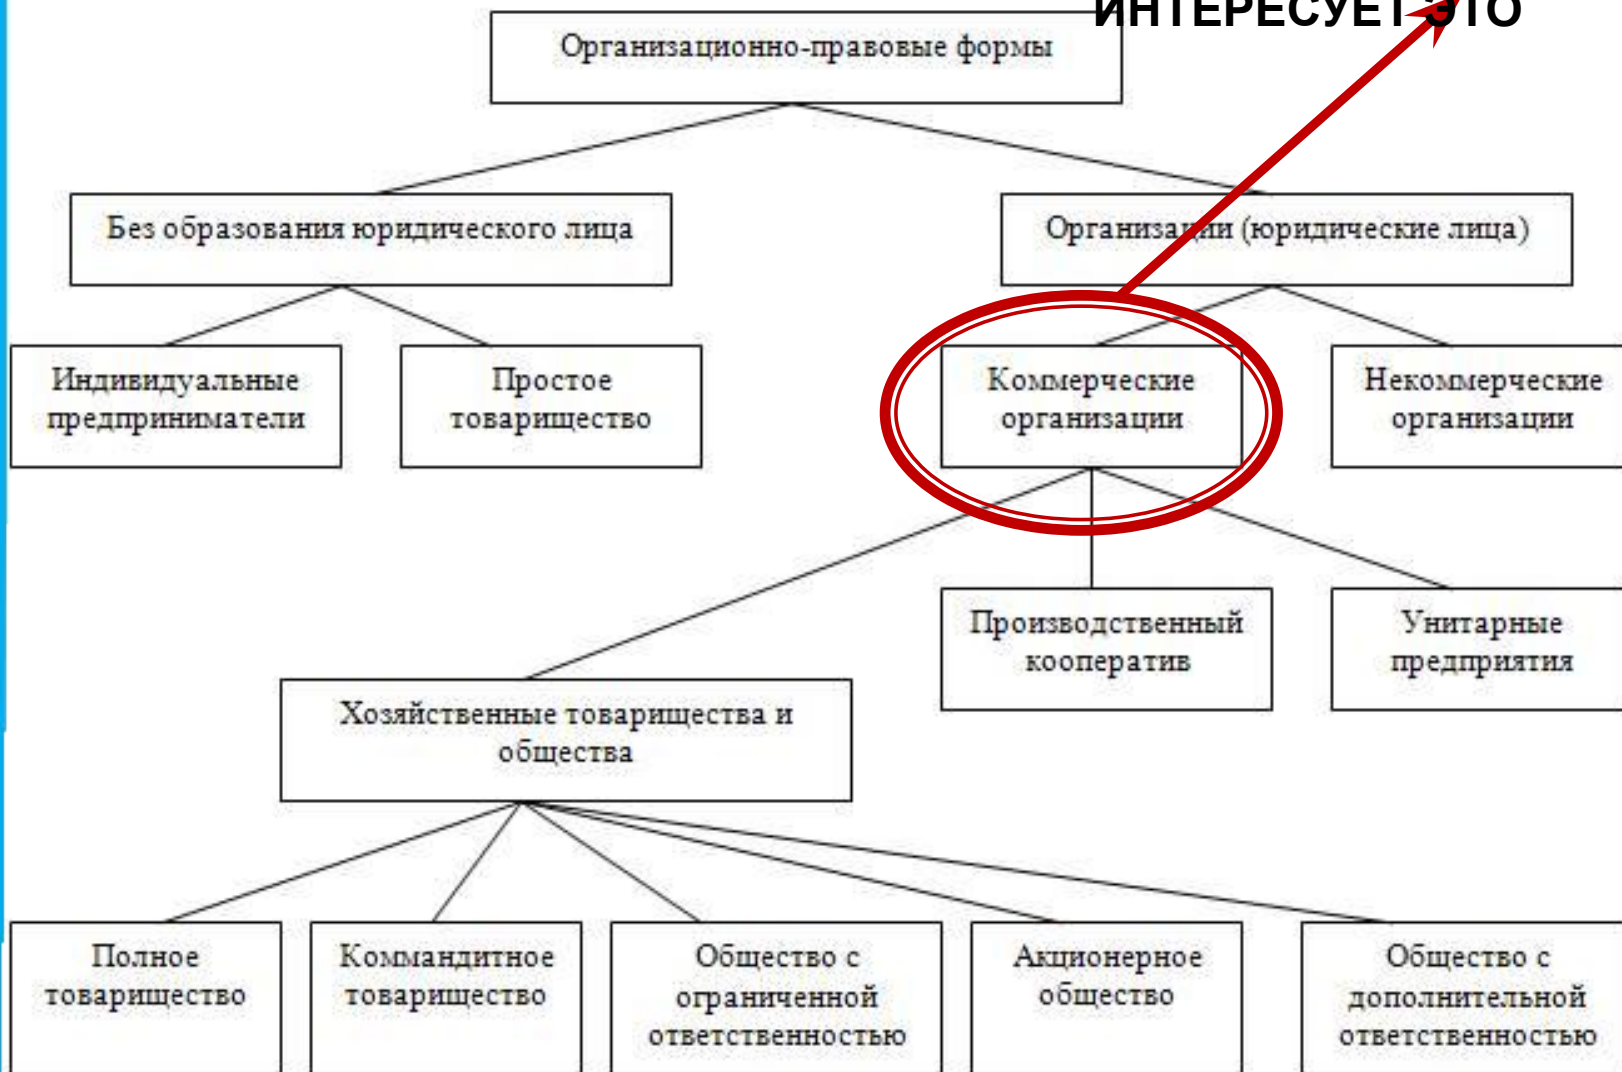 ИНТЕРЕСУЕТ ЭТО
Организационно-правовые формы
Без образования юридического лица
Организации (юридические лица)
Индивидуальные
предприниматели
Простое
товарищество
Коммерческие
организации
Некоммерческие
организации
Производственный
кооператив
Унитарные
предприятия
Хозяйственные товарищества и
общества
Полное
товарищество
Коммандитное
товарищество
Общество с
ограниченной
ответственностью
Акционерное
общество
Общество с
дополнительной
ответственностью